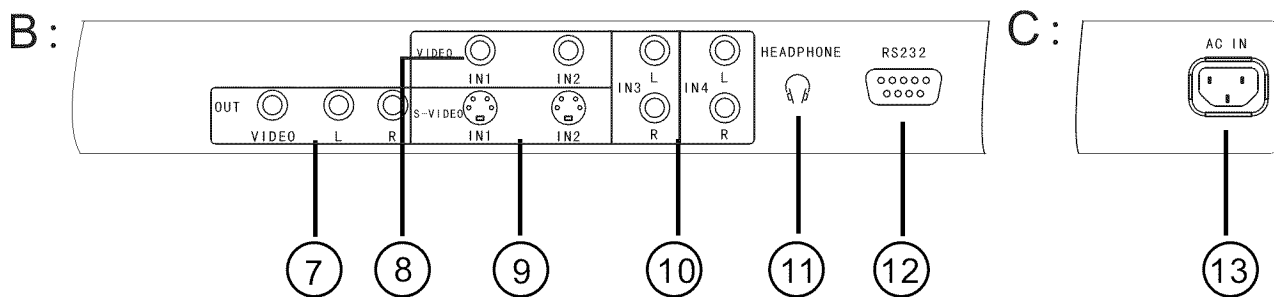 B: C:
VIDEO HEADPHONE RS232 AC IN
IN1 IN2 L L
IN3 IN4
OUT S-VIDEO
VIDEO L R IN1 IN2 R R
7 8 9 10 11 12 13